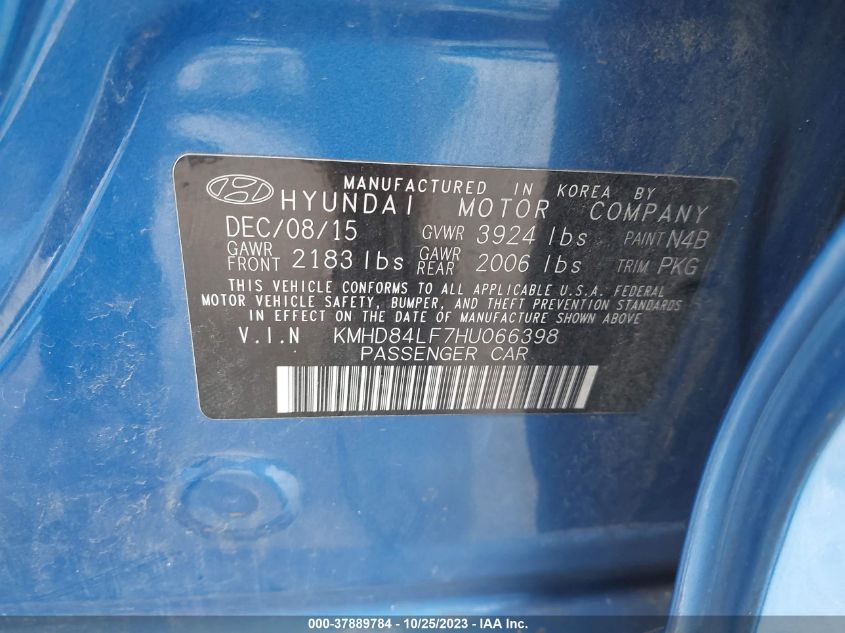 MANUFACTURED IN KOREA BY
HYUNDAI MOTOR COMPANY
DEC/08/15 GVWR 3924 lbs PAINT N4B
GAWR FRONT 2183 lbs GAWR REAR 2006 lbs TRIM PKG
THIS VEHICLE CONFORMS TO ALL APPLICABLE U.S.A. FEDERAL
MOTOR VEHICLE SAFETY, BUMPER, AND THEFT PREVENTION STANDARDS
IN EFFECT ON THE DATE OF MANUFACTURE SHOWN ABOVE
V.I.N KMHD84LF7HU066398
PASSENGER CAR
000-37889784 - 10/25/2023 - IAA Inc.